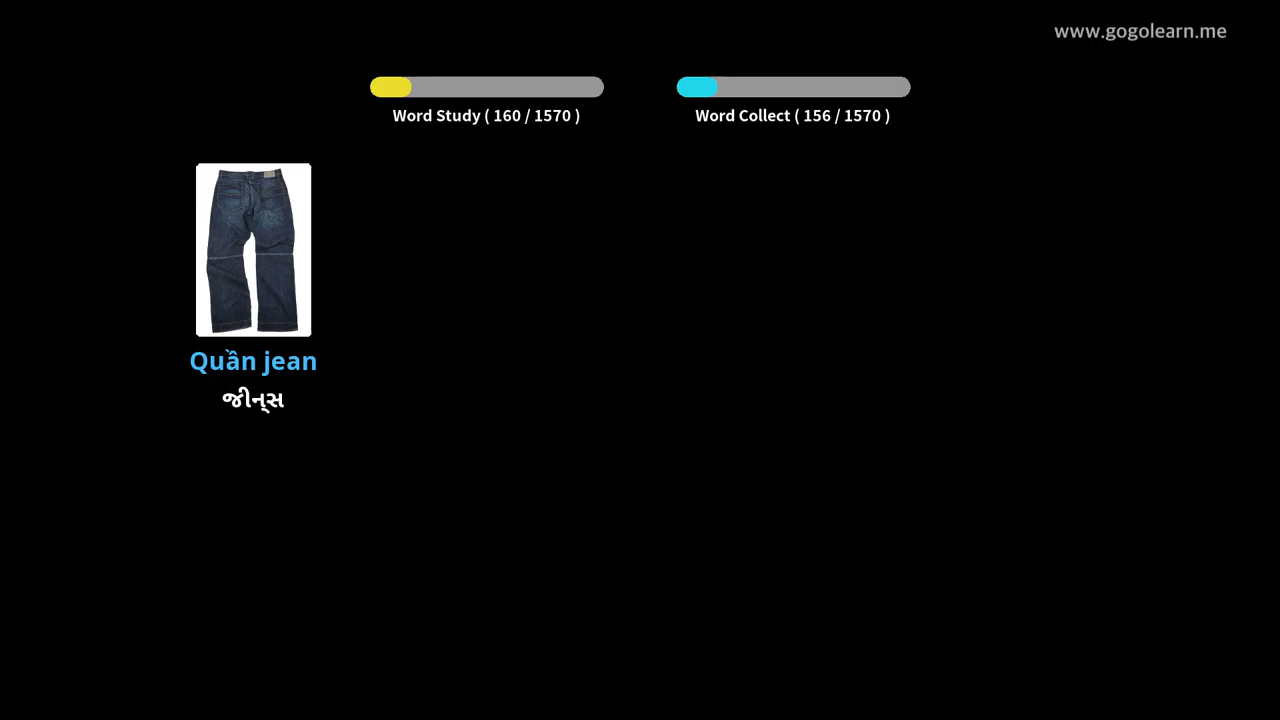 www.gogolearn.me
Word Study ( 160 / 1570 )
Word Collect ( 156 / 1570 )
Quần jean
જીન્સ